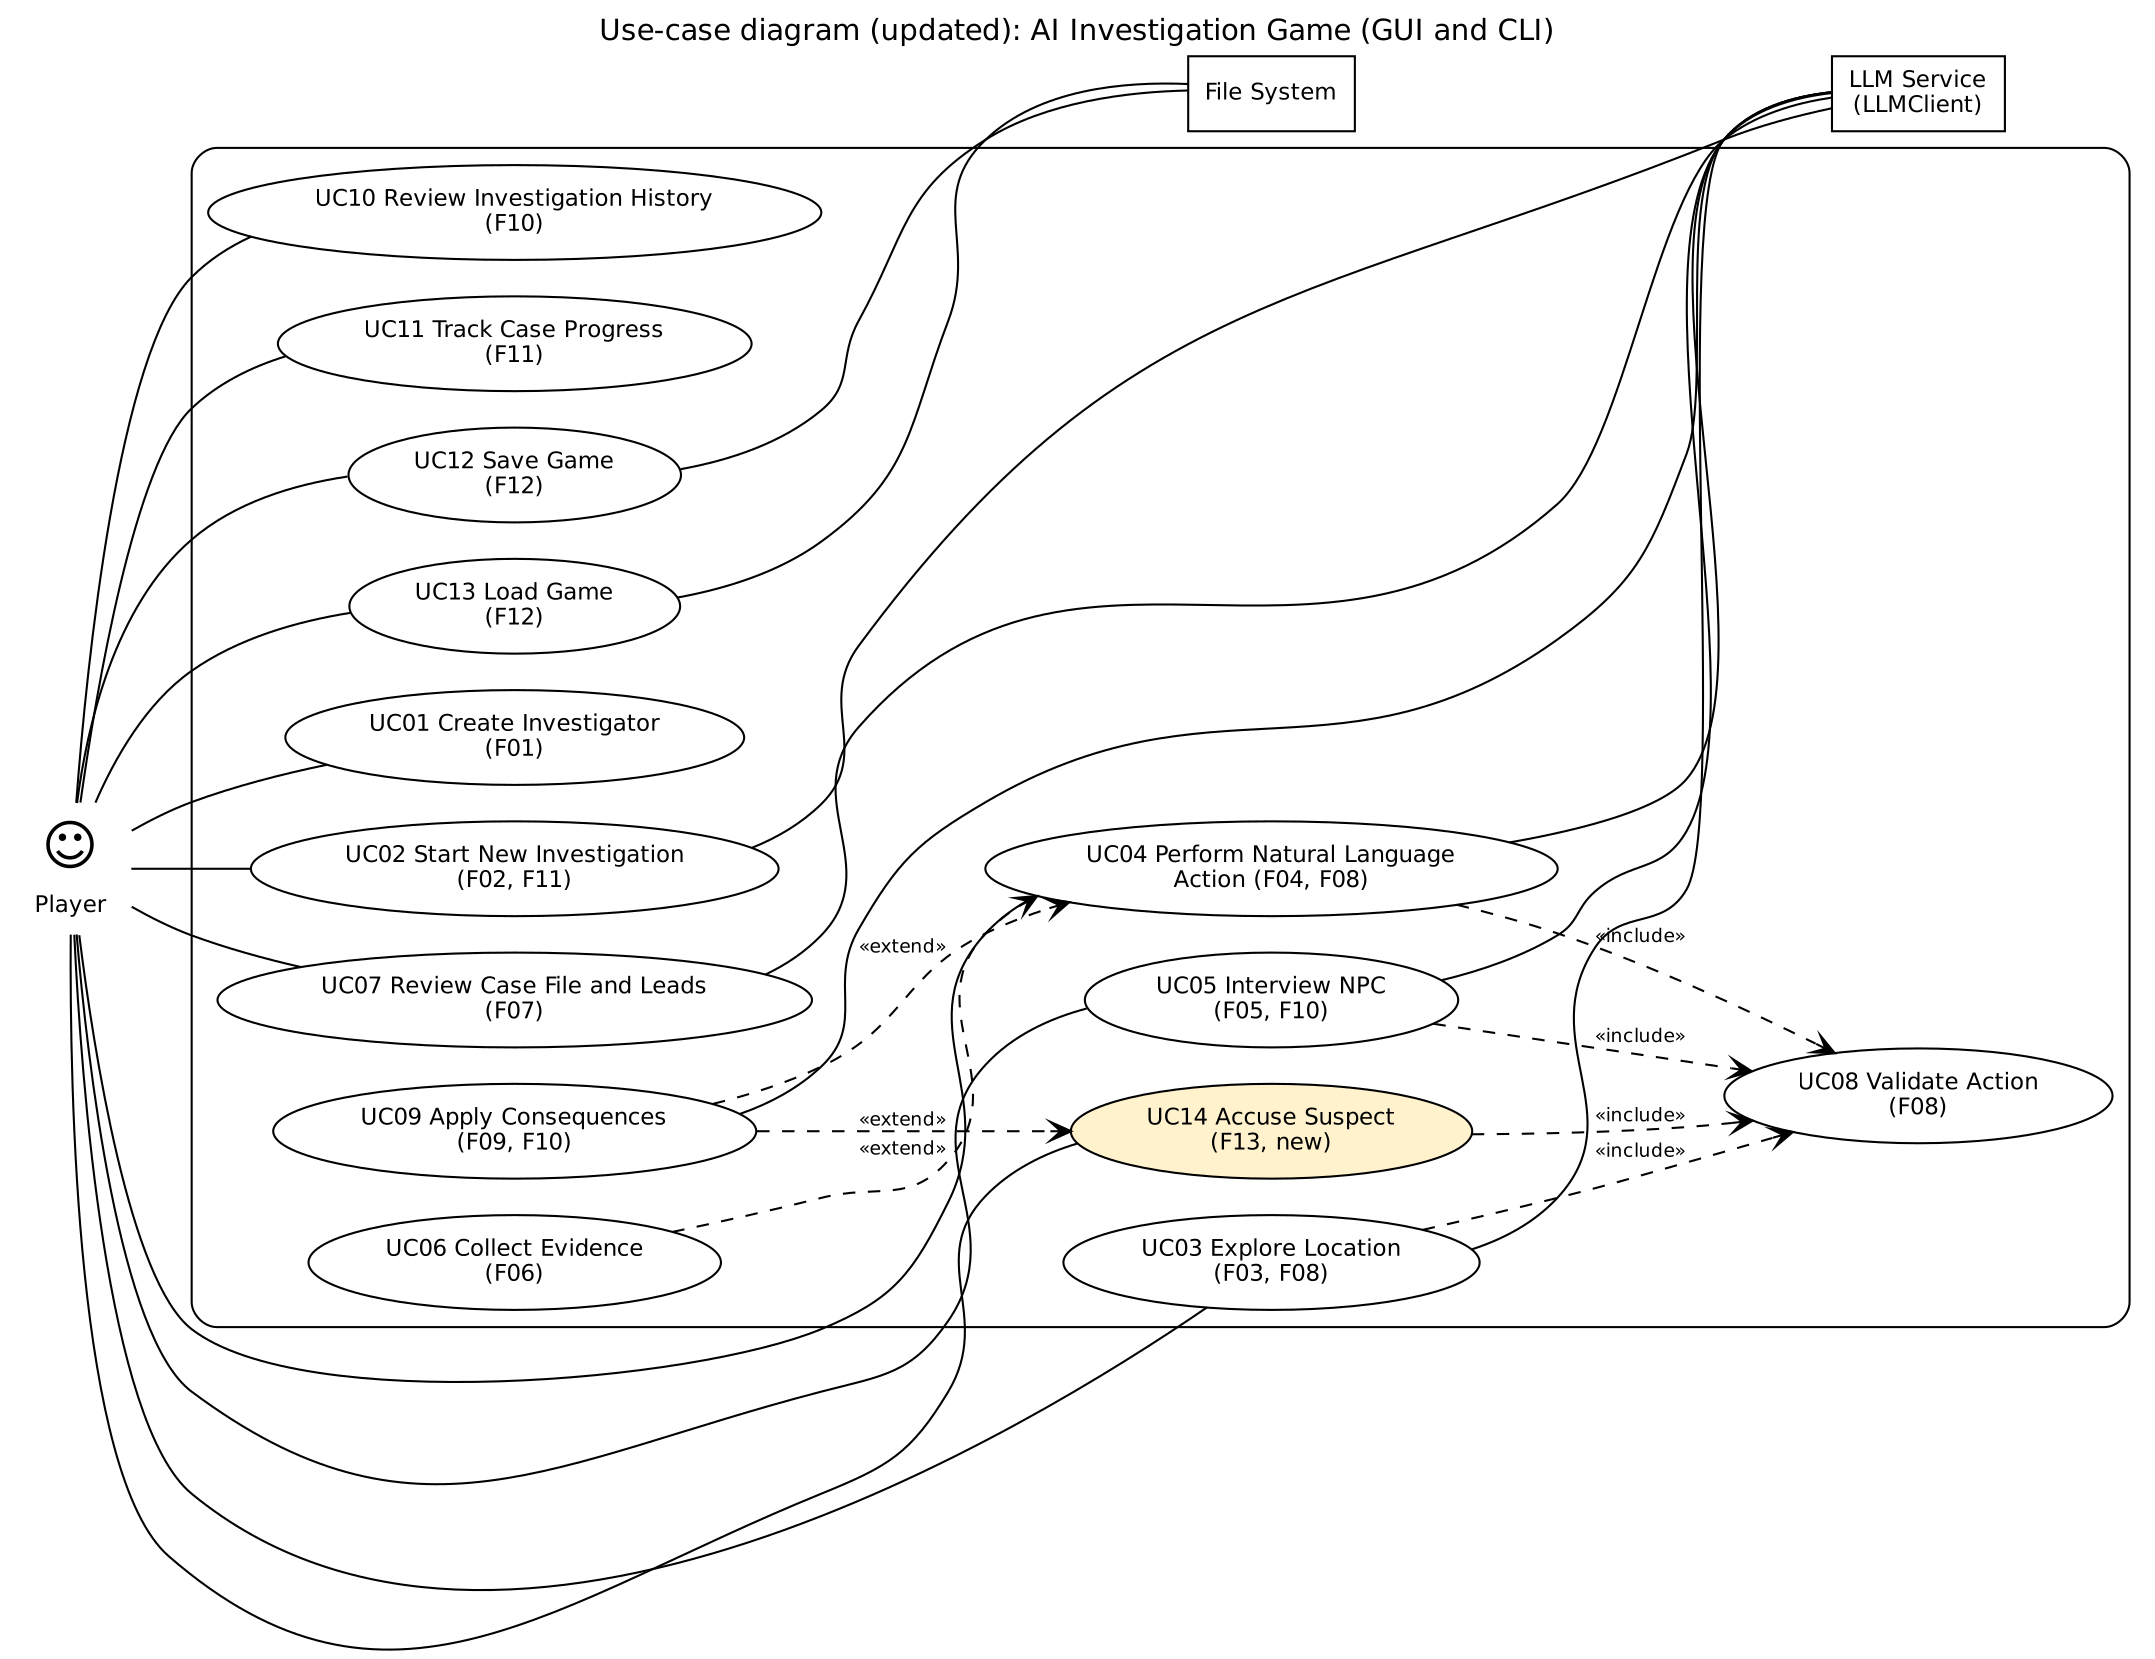 Use-case diagram (updated): AI Investigation Game (GUI and CLI)
File System
LLM Service
(LLMClient)
UC10 Review Investigation History
(F10)
UC11 Track Case Progress
(F11)
UC12 Save Game
(F12)
UC13 Load Game
(F12)
UC01 Create Investigator
(F01)
Player
UC02 Start New Investigation
(F02, F11)
UC04 Perform Natural Language
Action (F04, F08)
«extend»
«include»
UC07 Review Case File and Leads
(F07)
UC05 Interview NPC
(F05, F10)
«include»
UC08 Validate Action
(F08)
UC09 Apply Consequences
(F09, F10)
«extend»
«extend»
UC14 Accuse Suspect
(F13, new)
«include»
«include»
UC06 Collect Evidence
(F06)
UC03 Explore Location
(F03, F08)